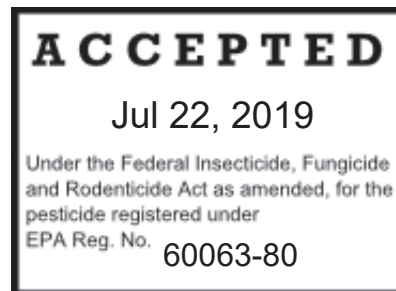 ACCEPTED
Jul 22, 2019
Under the Federal Insecticide, Fungicide
and Rodenticide Act as amended, for the
pesticide registered under
EPA Reg. No. 60063-80